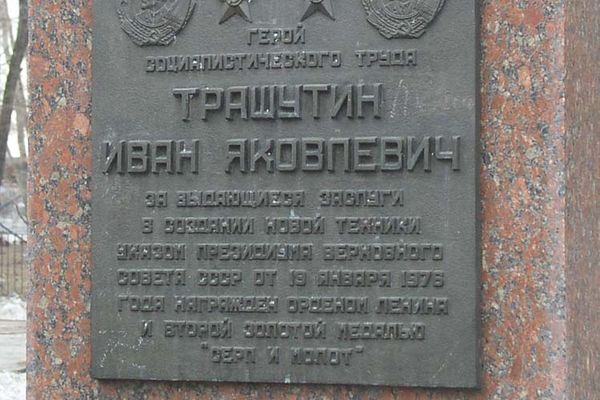 ГЕРОЙ
СОЦИАЛИСТИЧЕСКОГО ТРУДА
ТРАШУТИН
ИВАН ЯКОВЛЕВИЧ
ЗА ВЫДАЮЩИЕСЯ ЗАСЛУГИ
В СОЗДАНИИ НОВОЙ ТЕХНИКИ
УКАЗОМ ПРЕЗИДИУМА ВЕРХОВНОГО
СОВЕТА СССР ОТ 19 ЯНВАРЯ 1976
ГОДА НАГРАЖДЕН ОРДЕНОМ ЛЕНИНА
И ВТОРОЙ ЗОЛОТОЙ МЕДАЛЬЮ
"СЕРП И МОЛОТ"